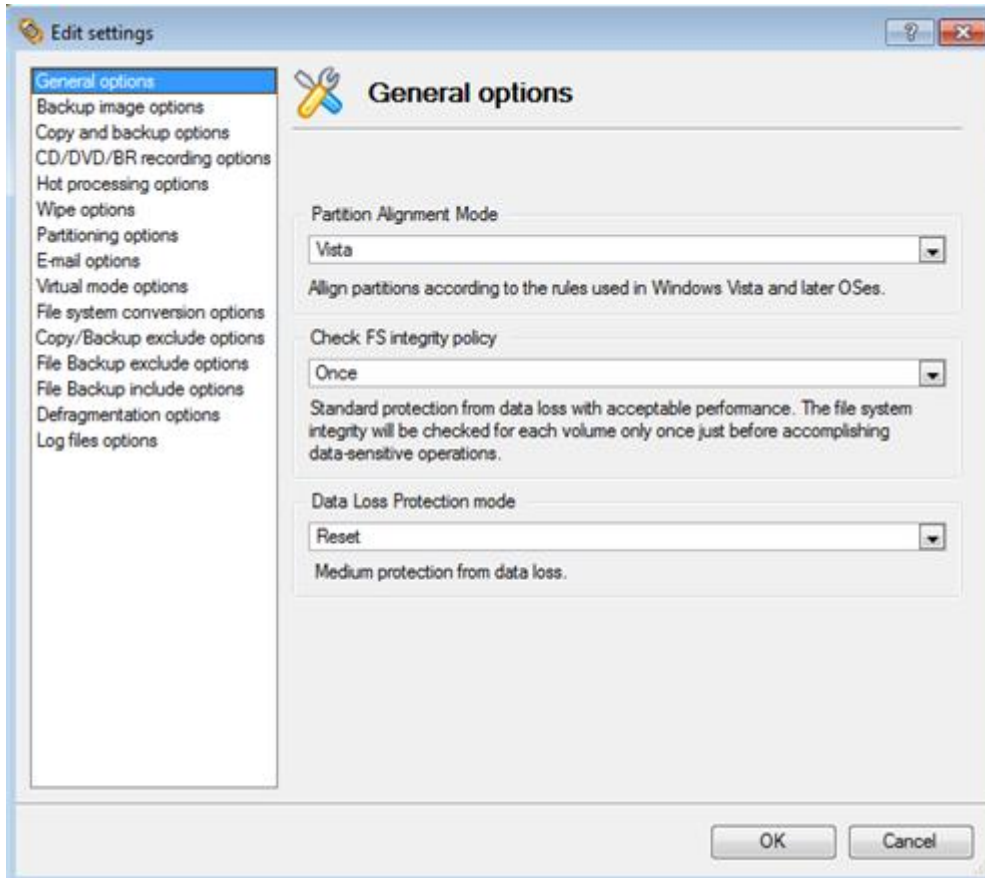 Edit settings
General options
Backup image options
Copy and backup options
CD/DVD/BR recording options
Hot processing options
Wipe options
Partitioning options
E-mail options
Virtual mode options
File system conversion options
Copy/Backup exclude options
File Backup exclude options
File Backup include options
Defragmentation options
Log files options
General options
Partition Alignment Mode
Vista
Allign partitions according to the rules used in Windows Vista and later OSes.
Check FS integrity policy
Once
Standard protection from data loss with acceptable performance. The file system
integrity will be checked for each volume only once just before accomplishing
data-sensitive operations.
Data Loss Protection mode
Reset
Medium protection from data loss.
OK
Cancel